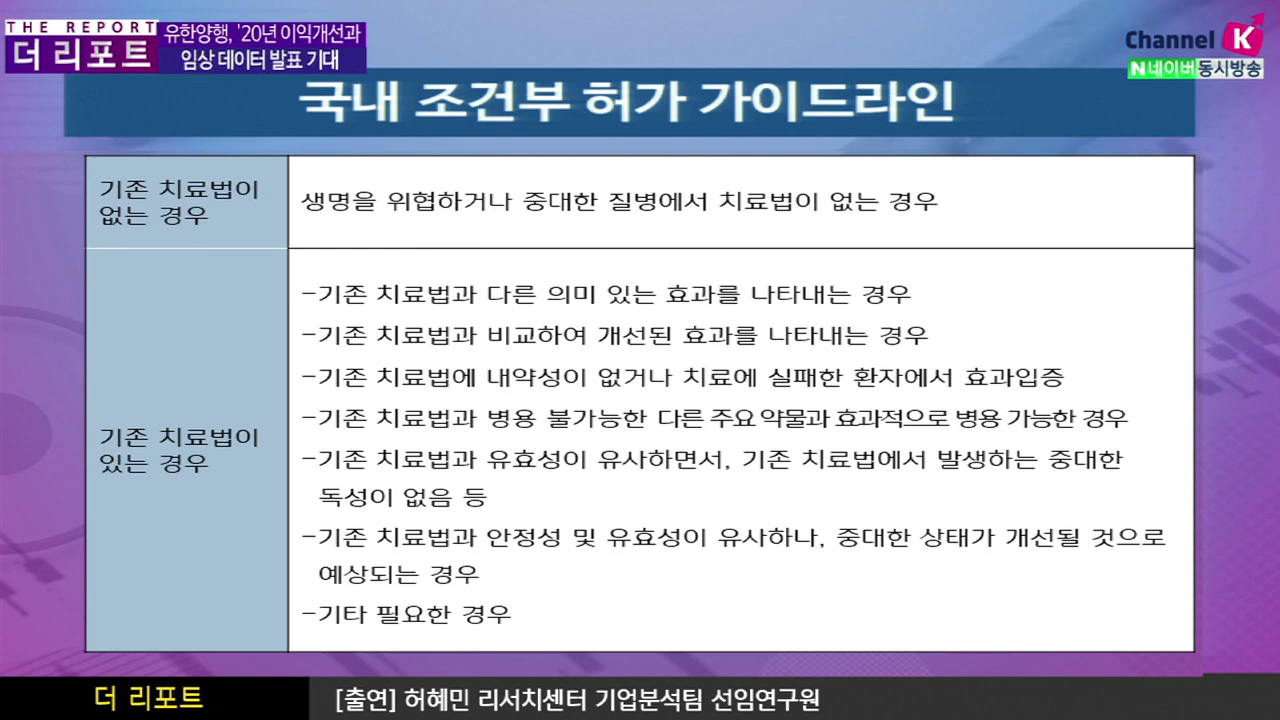 THE REPORT
더 리포트
유한양행, '20년 이익개선과
임상 데이터 발표 기대
Channel K
N 네이버 동시방송
국내 조건부 허가 가이드라인
기존 치료법이
없는 경우
생명을 위협하거나 중대한 질병에서 치료법이 없는 경우
기존 치료법이
있는 경우
-기존 치료법과 다른 의미 있는 효과를 나타내는 경우
-기존 치료법과 비교하여 개선된 효과를 나타내는 경우
-기존 치료법에 내약성이 없거나 치료에 실패한 환자에서 효과입증
-기존 치료법과 병용 불가능한 다른 주요 약물과 효과적으로 병용 가능한 경우
-기존 치료법과 유효성이 유사하면서, 기존 치료법에서 발생하는 중대한
독성이 없음 등
-기존 치료법과 안정성 및 유효성이 유사하나, 중대한 상태가 개선될 것으로
예상되는 경우
-기타 필요한 경우
더 리포트
[출연] 허혜민 리서치센터 기업분석팀 선임연구원